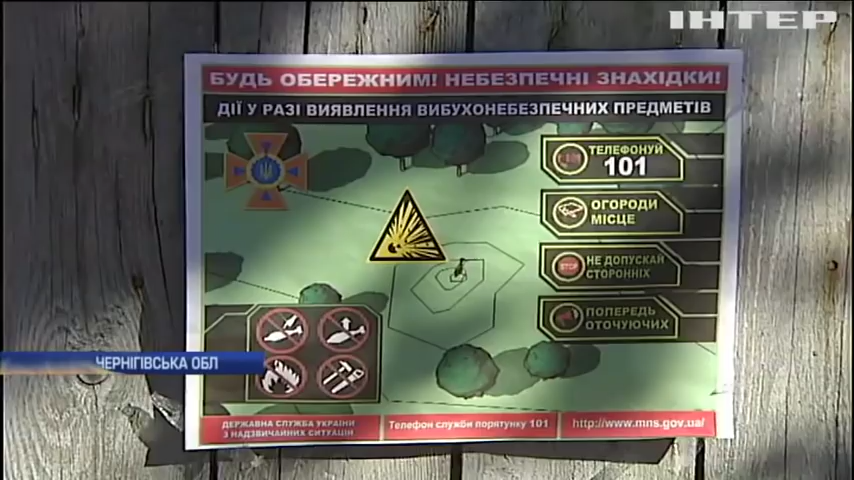 ІНТЕР
БУДЬ ОБЕРЕЖНИМ! НЕБЕЗПЕЧНІ ЗНАХІДКИ!
ДІЇ У РАЗІ ВИЯВЛЕННЯ ВИБУХОНЕБЕЗПЕЧНИХ ПРЕДМЕТІВ
ТЕЛЕФОНУЙ
101
ОГОРОДИ
МІСЦЕ
STOP
НЕ ДОПУСКАЙ
СТОРОННІХ
ПОПЕРЕДЬ
ОТОЧУЮЧИХ
ЧЕРНІГІВСЬКА ОБЛ
ДЕРЖАВНА СЛУЖБА УКРАЇНИ
З НАДЗВИЧАЙНИХ СИТУАЦІЙ
Телефон служби порятунку 101
http://www.mns.gov.ua/